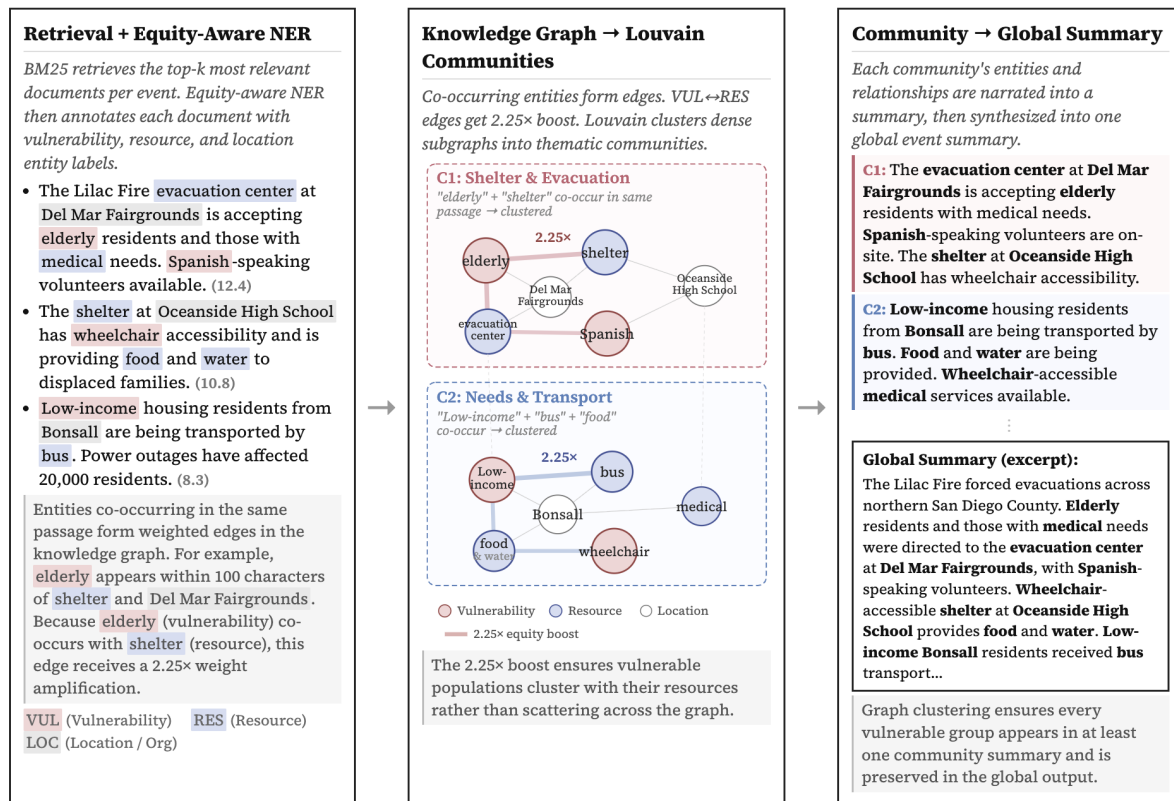 Retrieval + Equity-Aware NER
BM25 retrieves the top-k most relevant
documents per event. Equity-aware NER
then annotates each document with
vulnerability, resource, and location
entity labels.
• The Lilac Fire evacuation center at
Del Mar Fairgrounds is accepting
elderly residents and those with
medical needs. Spanish-speaking
volunteers available. (12.4)
• The shelter at Oceanside High School
has wheelchair accessibility and is
providing food and water to
displaced families. (10.8)
• Low-income housing residents from
Bonsall are being transported by
bus. Power outages have affected
20,000 residents. (8.3)
Entities co-occurring in the same
passage form weighted edges in the
knowledge graph. For example,
elderly appears within 100 characters
of shelter and Del Mar Fairgrounds.
Because elderly (vulnerability) co-
occurs with shelter (resource), this
edge receives a 2.25× weight
amplification.
VUL (Vulnerability) RES (Resource)
LOC (Location / Org)
Knowledge Graph → Louvain
Communities
Co-occurring entities form edges. VUL↔RES
edges get 2.25× boost. Louvain clusters dense
subgraphs into thematic communities.
C1: Shelter & Evacuation
"elderly" + "shelter" co-occur in same
passage → clustered
2.25×
elderly
shelter
Del Mar
Fairgrounds
Oceanside
High School
evacuation
center
Spanish
C2: Needs & Transport
"Low-income" + "bus" + "food"
co-occur → clustered
2.25×
Low-
income
bus
Bonsall
medical
food
& water
wheelchair
Vulnerability Resource Location
2.25× equity boost
The 2.25× boost ensures vulnerable
populations cluster with their resources
rather than scattering across the graph.
Community → Global Summary
Each community's entities and
relationships are narrated into a
summary, then synthesized into one
global event summary.
C1: The evacuation center at Del Mar
Fairgrounds is accepting elderly
residents with medical needs.
Spanish-speaking volunteers are on-
site. The shelter at Oceanside High
School has wheelchair accessibility.
C2: Low-income housing residents
from Bonsall are being transported by
bus. Food and water are being
provided. Wheelchair-accessible
medical services available.
⋮
Global Summary (excerpt):
The Lilac Fire forced evacuations across
northern San Diego County. Elderly
residents and those with medical needs
were directed to the evacuation center
at Del Mar Fairgrounds, with Spanish-
speaking volunteers. Wheelchair-
accessible shelter at Oceanside High
School provides food and water. Low-
income Bonsall residents received bus
transport...
Graph clustering ensures every
vulnerable group appears in at least
one community summary and is
preserved in the global output.